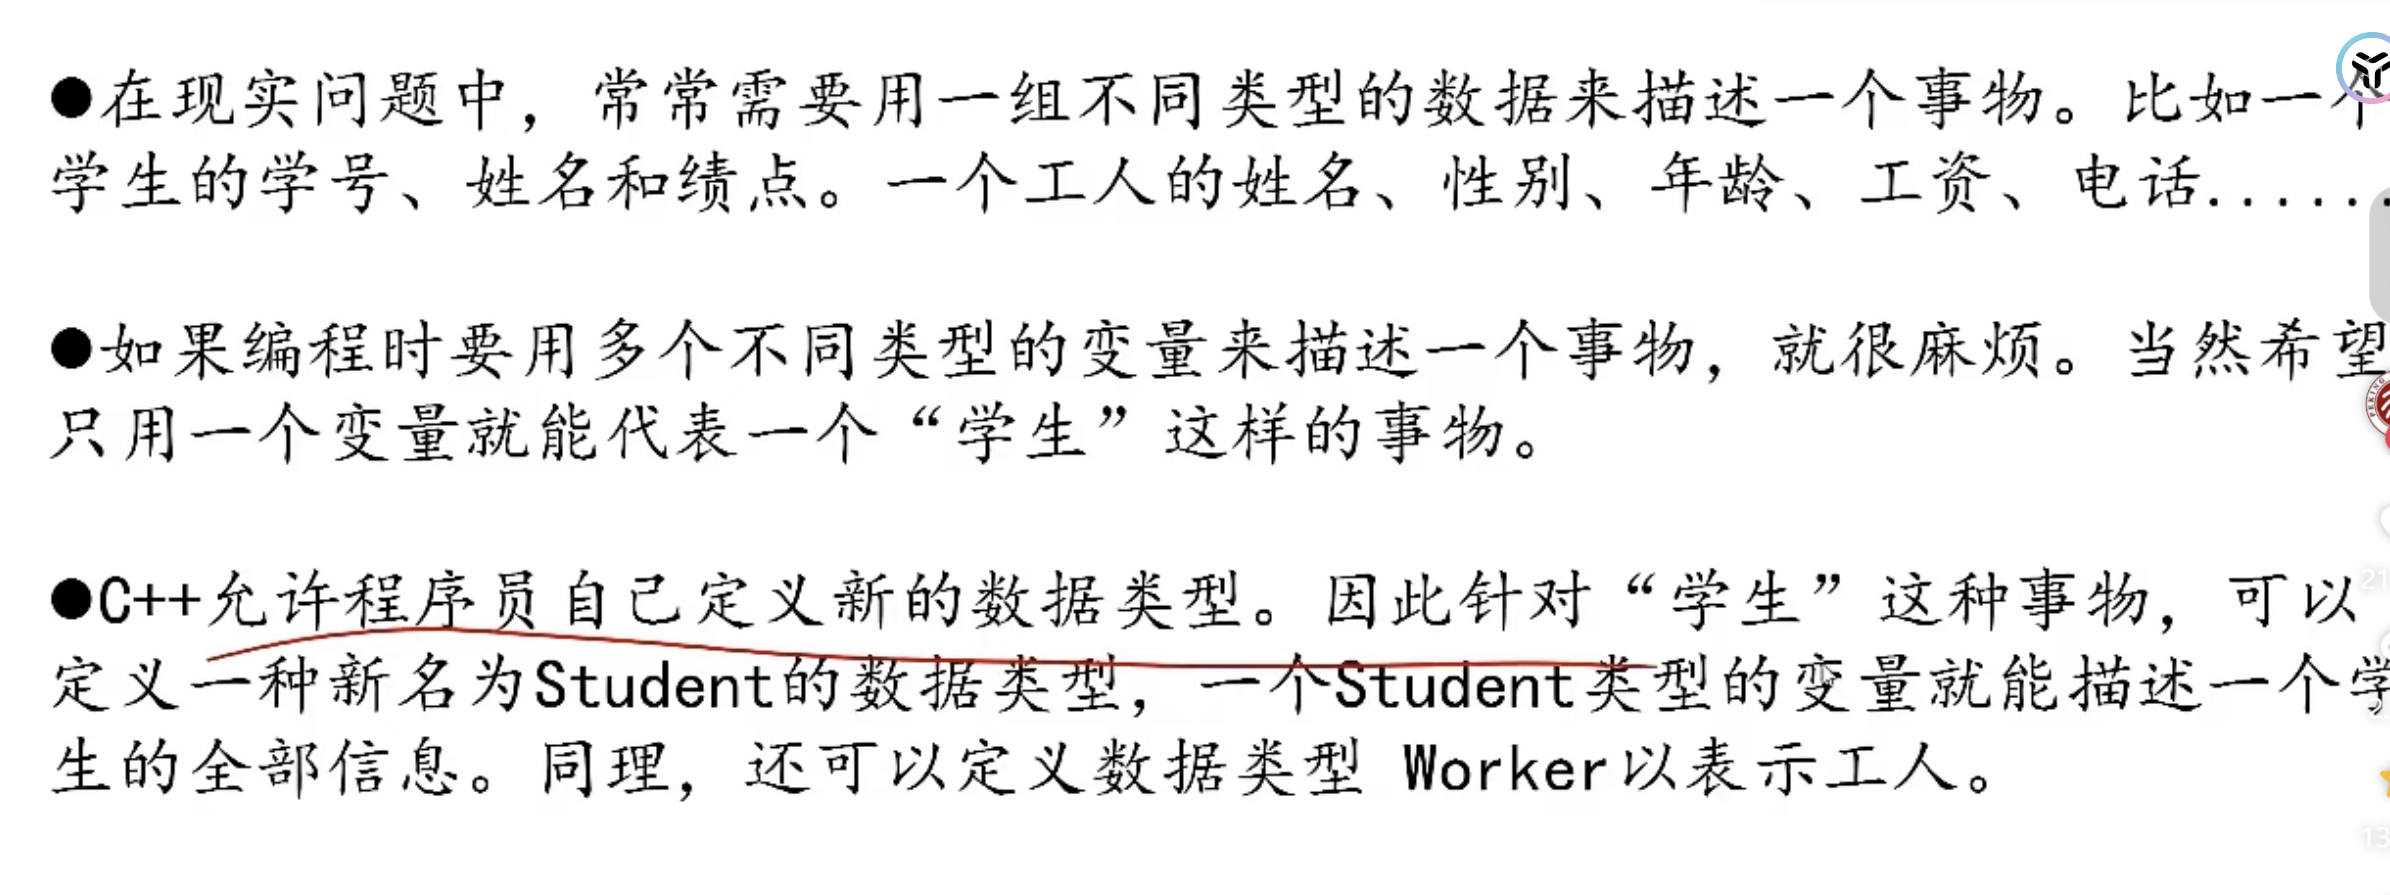 ●在现实问题中，常常需要用一组不同类型的数据来描述一个事物。比如一个
学生的学号、姓名和绩点。一个工人的姓名、性别、年龄、工资、电话......
●如果编程时要用多个不同类型的变量来描述一个事物，就很麻烦。当然希望
只用一个变量就能代表一个“学生”这样的事物。
●C++允许程序员自己定义新的数据类型。因此针对“学生”这种事物，可以
定义一种新名为Student的数据类型，一个Student类型的变量就能描述一个学
生的全部信息。同理，还可以定义数据类型 Worker以表示工人。